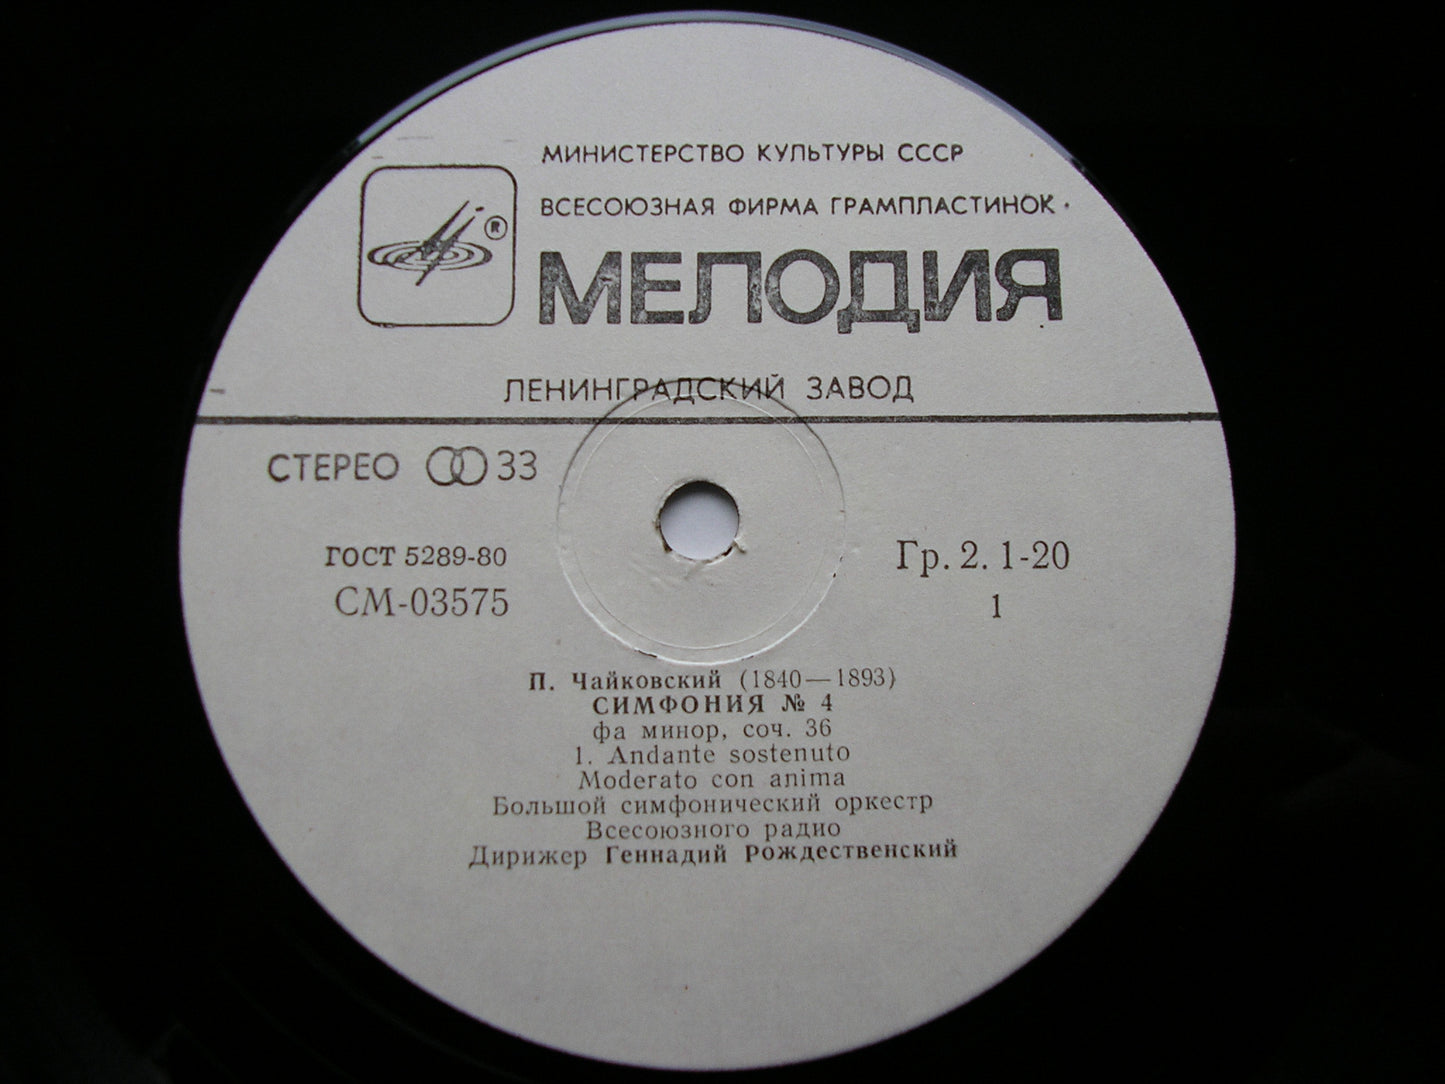 МИНИСТЕРСТВО КУЛЬТУРЫ СССР
ВСЕСОЮЗНАЯ ФИРМА ГРАМПЛАСТИНОК
®
МЕЛОДИЯ
ЛЕНИНГРАДСКИЙ ЗАВОД
СТЕРЕО 33
ГОСТ 5289-80
Гр. 2. 1-20
СМ-03575
1
П. Чайковский (1840—1893)
СИМФОНИЯ № 4
фа минор, соч. 36
1. Andante sostenuto
Moderato con anima
Большой симфонический оркестр
Всесоюзного радио
Дирижер Геннадий Рождественский